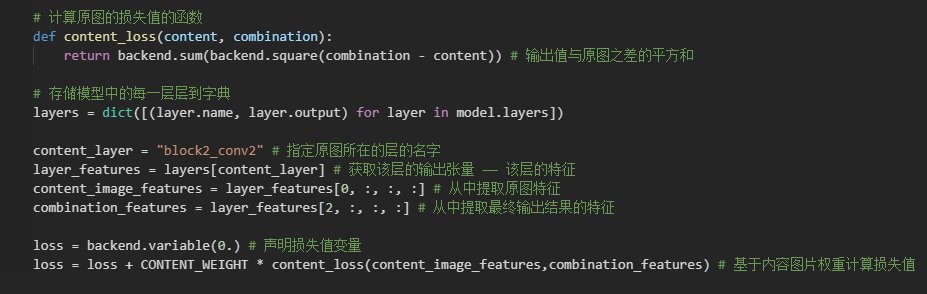 # 计算原图的损失值的函数
def content_loss(content, combination):
    return backend.sum(backend.square(combination - content)) # 输出值与原图之差的平方和
# 存储模型中的每一层层到字典
layers = dict([(layer.name, layer.output) for layer in model.layers])
content_layer = "block2_conv2" # 指定原图所在的层的名字
layer_features = layers[content_layer] # 获取该层的输出张量 —— 该层的特征
content_image_features = layer_features[0, :, :, :] # 从中提取原图特征
combination_features = layer_features[2, :, :, :] # 从中提取最终输出结果的特征
loss = backend.variable(0.) # 声明损失值变量
loss = loss + CONTENT_WEIGHT * content_loss(content_image_features,combination_features) # 基于内容图片权重计算损失值